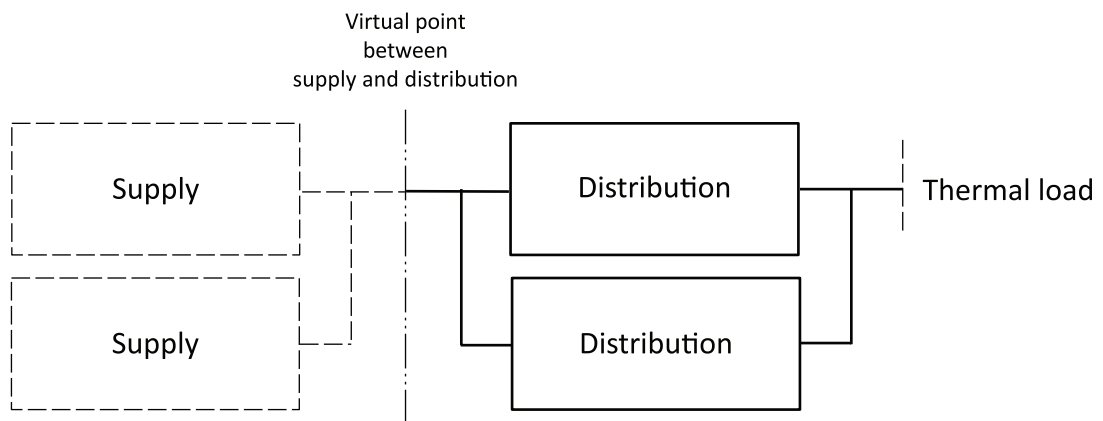 Virtual point
between
supply and distribution
Supply
Distribution
Thermal load
Supply
Distribution